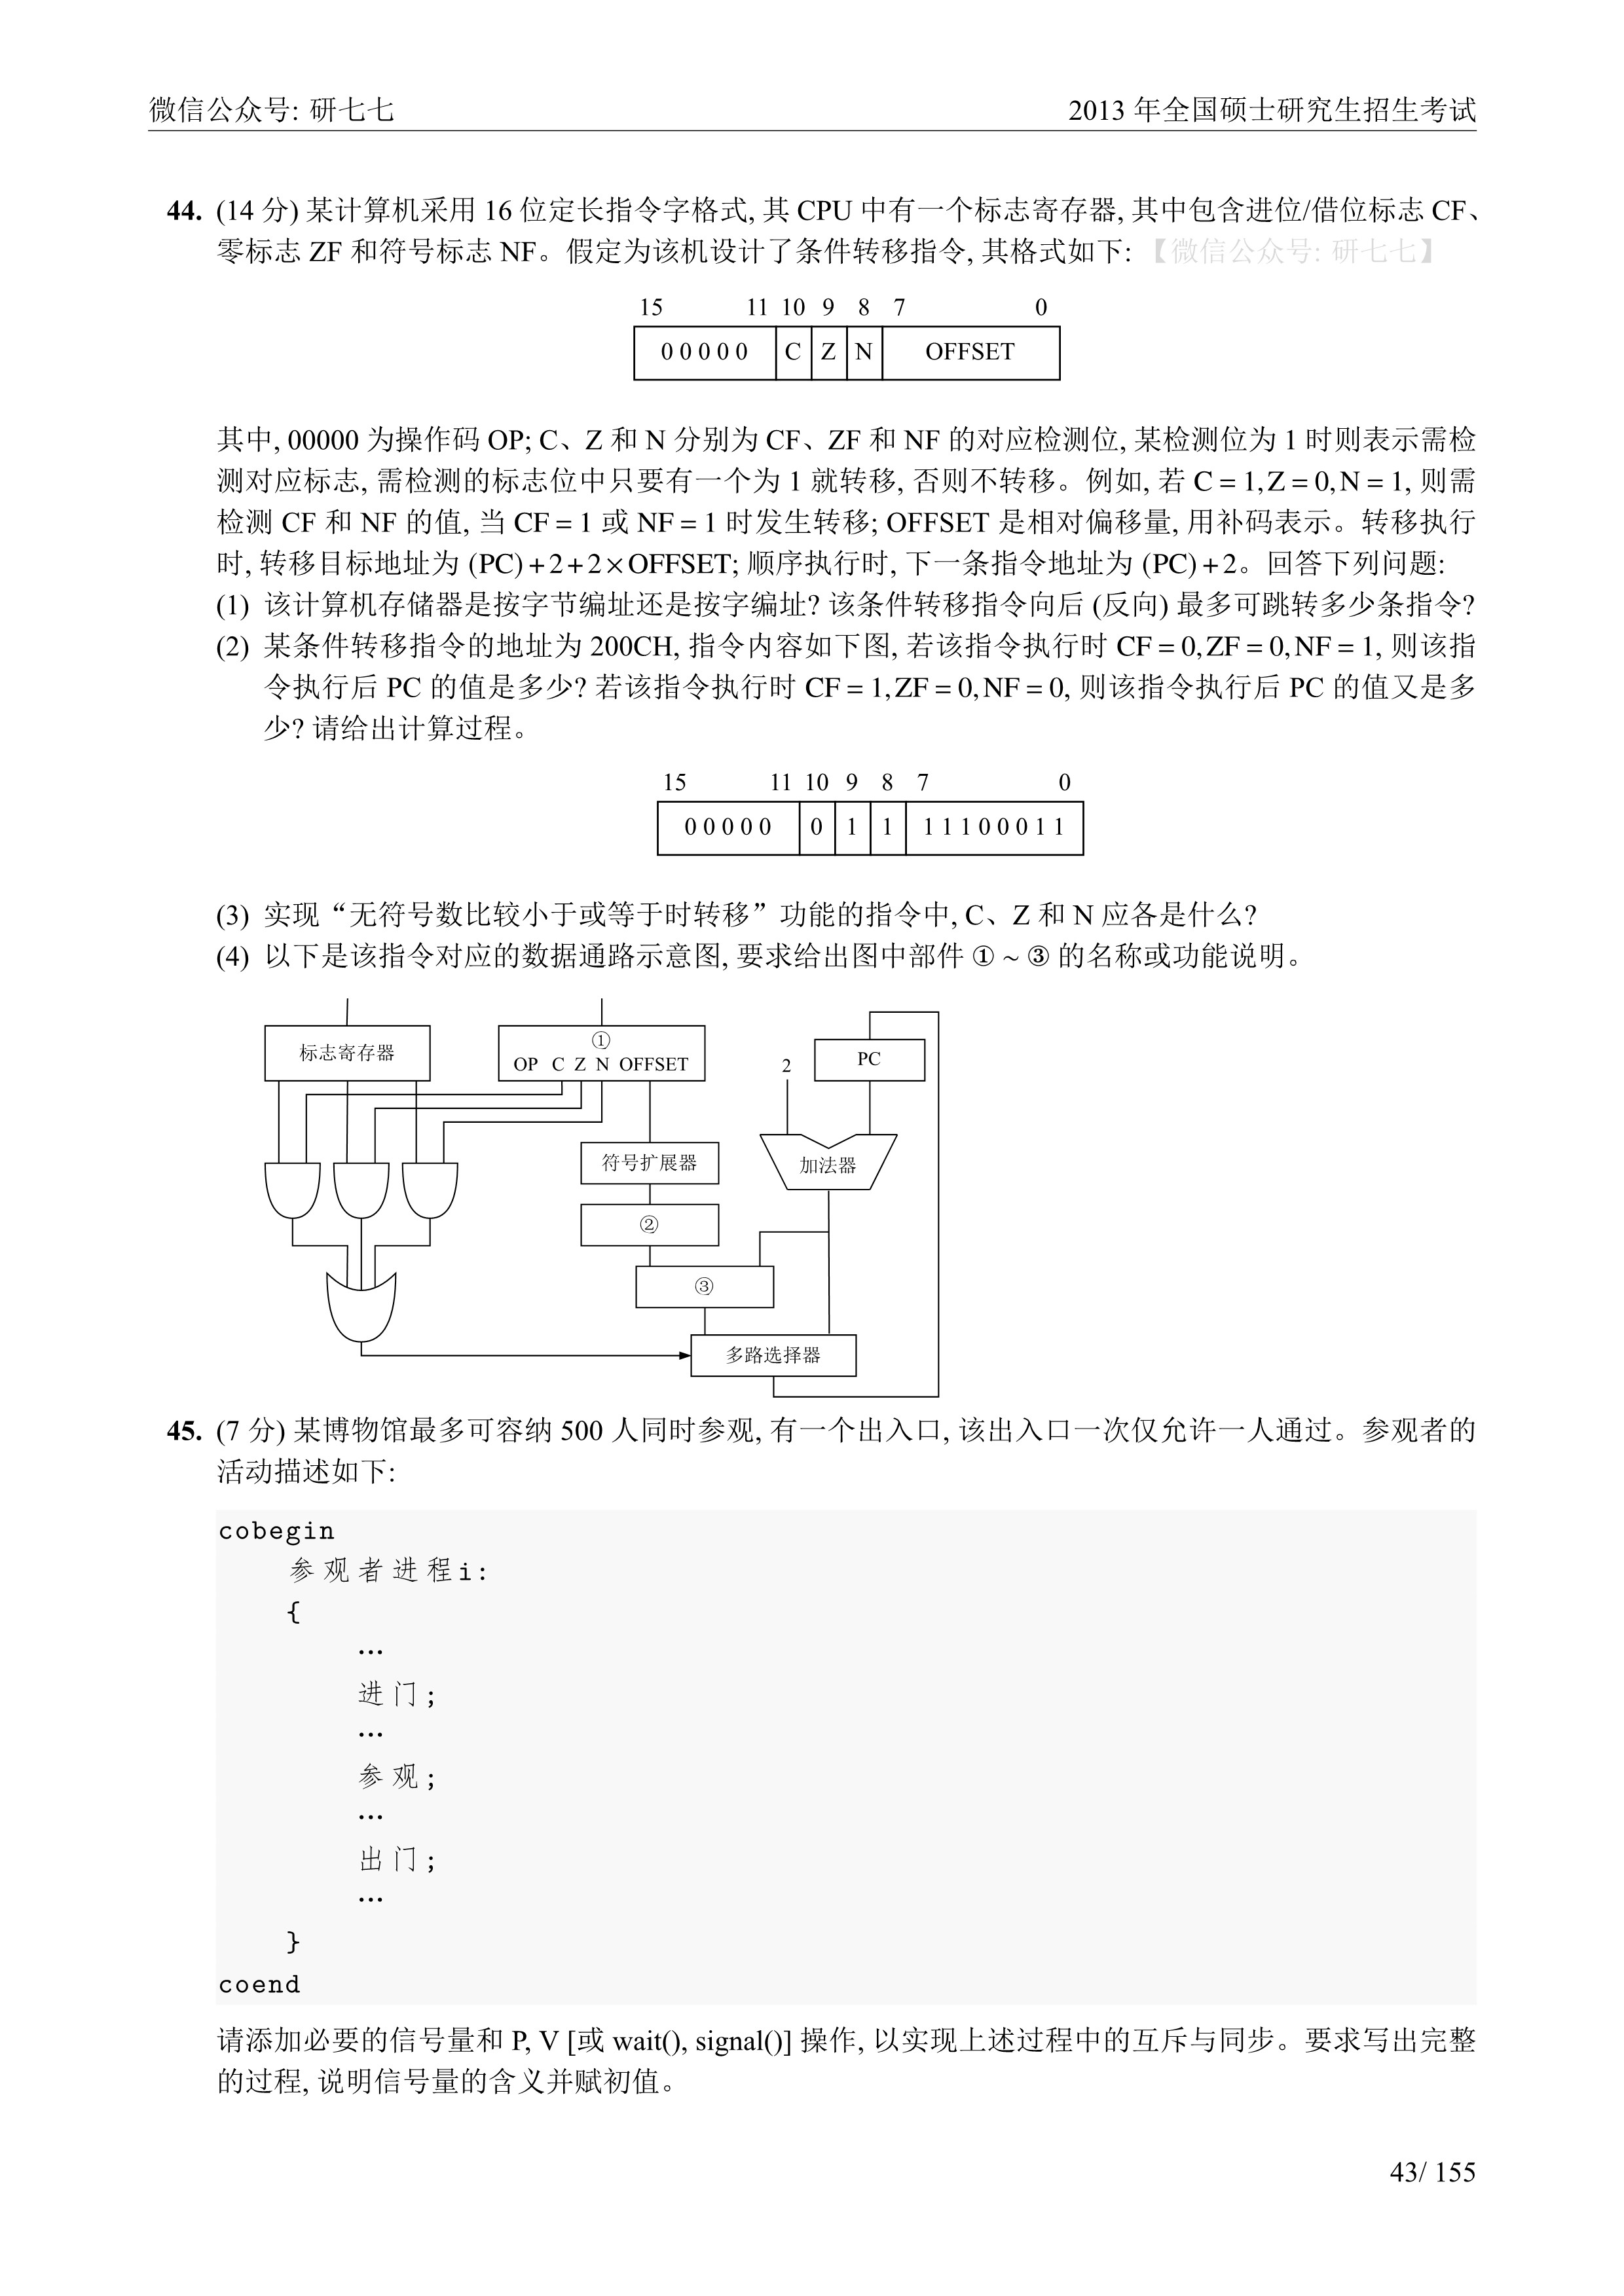 微信公众号: 研七七 2013 年全国硕士研究生招生考试
44. (14 分) 某计算机采用 16 位定长指令字格式, 其 CPU 中有一个标志寄存器, 其中包含进位/借位标志 CF、
零标志 ZF 和符号标志 NF。假定为该机设计了条件转移指令, 其格式如下: 【微信公众号: 研七七】
15 11 10 9 8 7 0
0 0 0 0 0 C Z N OFFSET
其中, 00000 为操作码 OP; C、Z 和 N 分别为 CF、ZF 和 NF 的对应检测位, 某检测位为 1 时则表示需检
测对应标志, 需检测的标志位中只要有一个为 1 就转移, 否则不转移。例如, 若 C = 1, Z = 0, N = 1, 则需
检测 CF 和 NF 的值, 当 CF = 1 或 NF = 1 时发生转移; OFFSET 是相对偏移量, 用补码表示。转移执行
时, 转移目标地址为 (PC) + 2 + 2 × OFFSET; 顺序执行时, 下一条指令地址为 (PC) + 2。回答下列问题:
(1) 该计算机存储器是按字节编址还是按字编址? 该条件转移指令向后 (反向) 最多可跳转多少条指令?
(2) 某条件转移指令的地址为 200CH, 指令内容如下图, 若该指令执行时 CF = 0, ZF = 0, NF = 1, 则该指
令执行后 PC 的值是多少? 若该指令执行时 CF = 1, ZF = 0, NF = 0, 则该指令执行后 PC 的值又是多
少? 请给出计算过程。
15 11 10 9 8 7 0
0 0 0 0 0 0 1 1 1 1 1 0 0 0 1 1
(3) 实现“无符号数比较小于或等于时转移”功能的指令中, C、Z 和 N 应各是什么?
(4) 以下是该指令对应的数据通路示意图, 要求给出图中部件 ① ~ ③ 的名称或功能说明。
标志寄存器
①
OP C Z N OFFSET
2
PC
符号扩展器
加法器
②
③
多路选择器
45. (7 分) 某博物馆最多可容纳 500 人同时参观, 有一个出入口, 该出入口一次仅允许一人通过。参观者的
活动描述如下:
cobegin
参观者进程i:
{
…
进门;
…
参观;
…
出门;
…
}
coend
请添加必要的信号量和 P, V [或 wait(), signal()] 操作, 以实现上述过程中的互斥与同步。要求写出完整
的过程, 说明信号量的含义并赋初值。
43/ 155